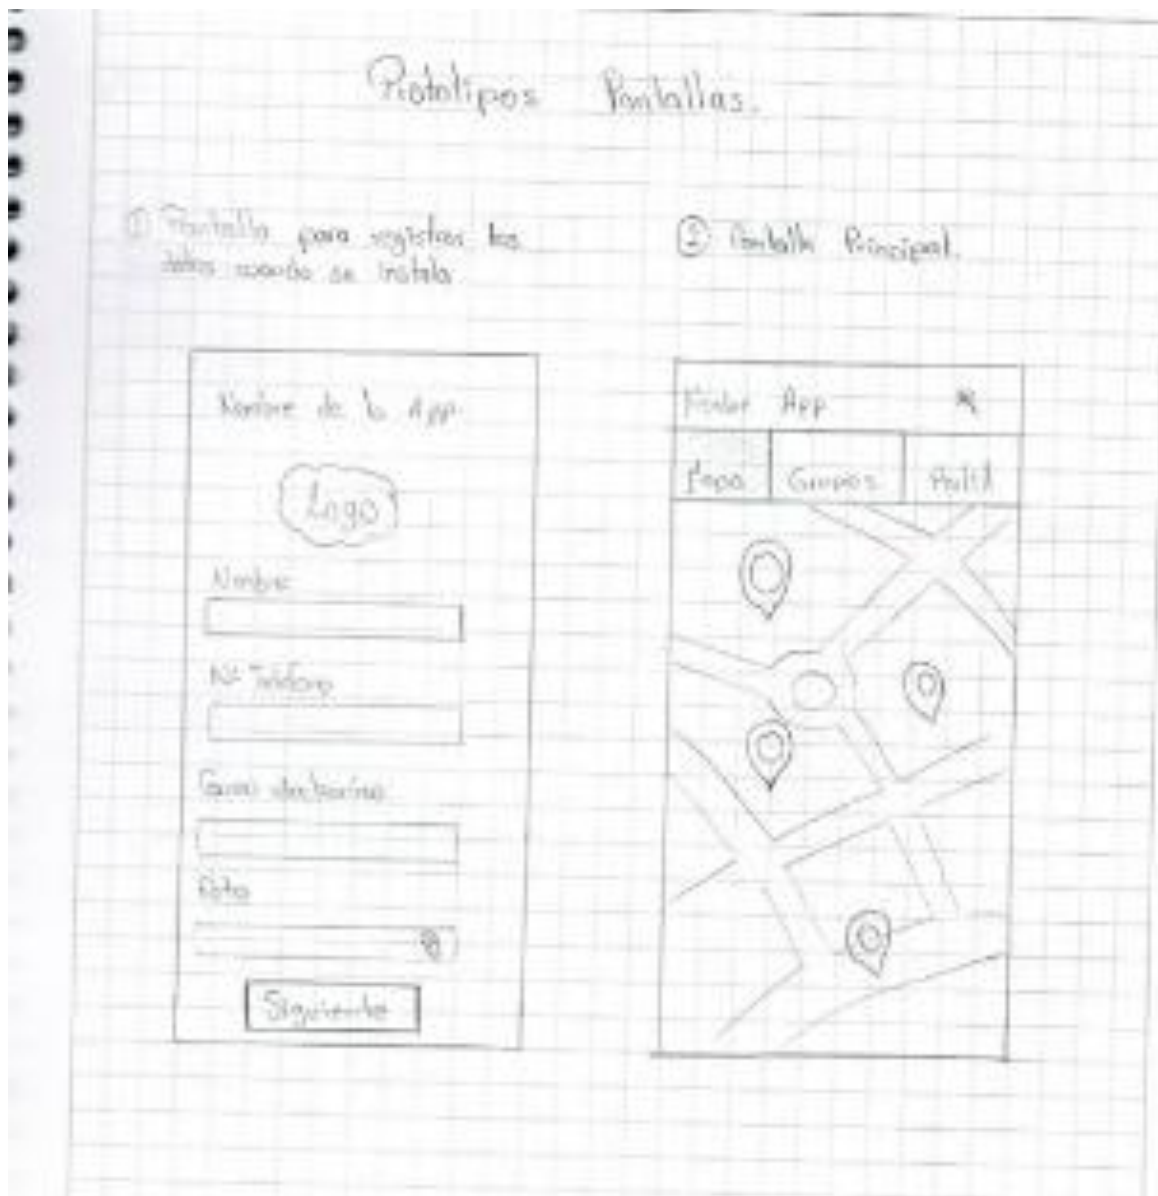 Prototipos Pantallas.
① Pantalla para registrar los
datos cuando se instala
② Pantalla Principal.
Nombre de la App.
Logo
Nombre
Nº Teléfono
Correo electronico
Foto
Siguiente
App
Mapa Grupos Perfil